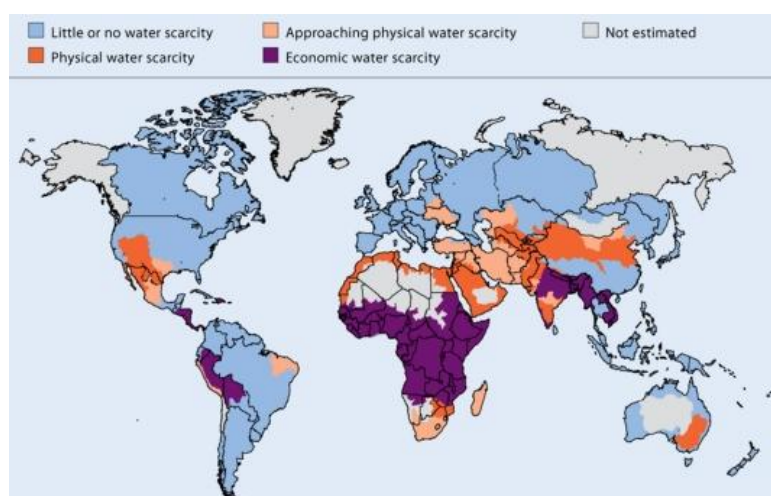 Little or no water scarcity
Approaching physical water scarcity
Not estimated
Physical water scarcity
Economic water scarcity